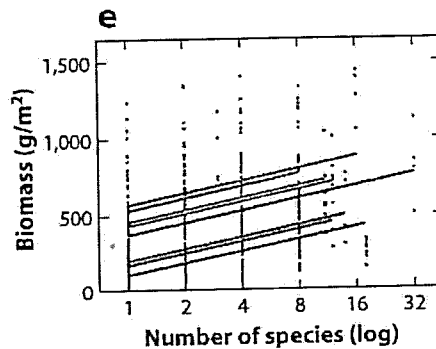 e
1,500
1,000
500
0
Biomass (g/m²)
1 2 4 8 16 32
Number of species (log)